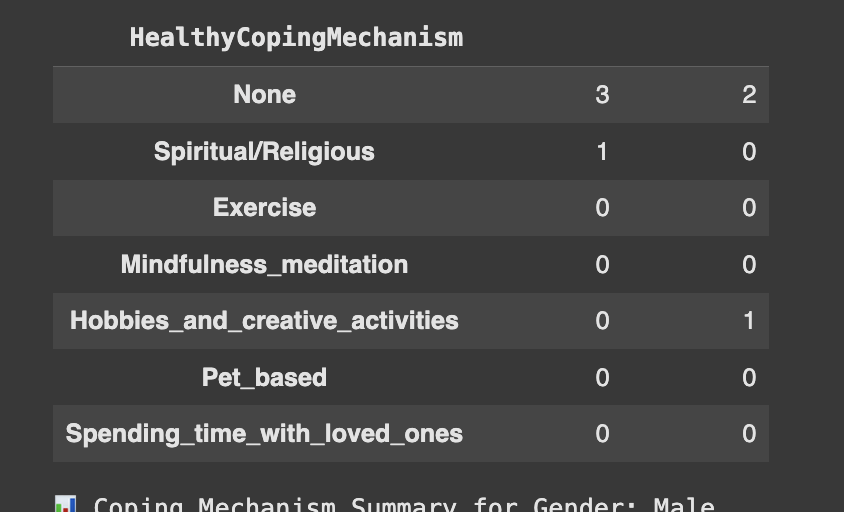 HealthyCopingMechanism
None 3 2
Spiritual/Religious 1 0
Exercise 0 0
Mindfulness_meditation 0 0
Hobbies_and_creative_activities 0 1
Pet_based 0 0
Spending_time_with_loved_ones 0 0
Coping Mechanism Summary for Gender: Male